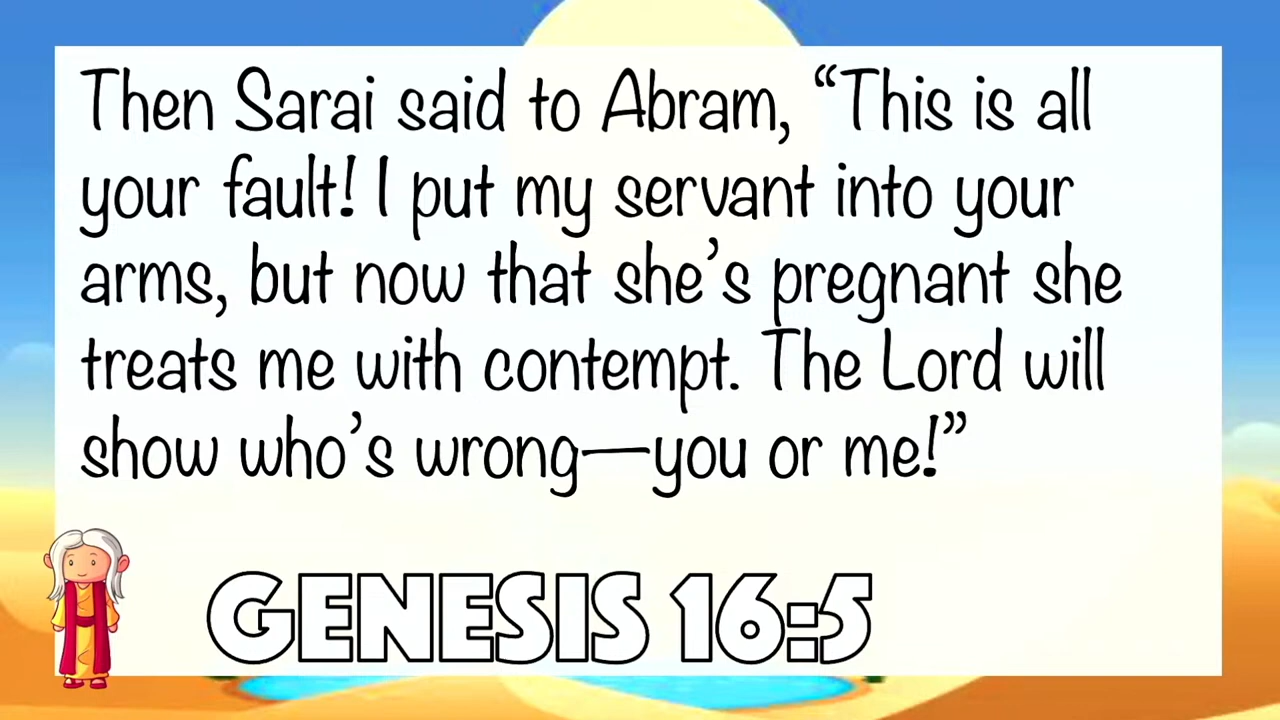 Then Sarai said to Abram, “This is all
your fault! I put my servant into your
arms, but now that she’s pregnant she
treats me with contempt. The Lord will
show who’s wrong—you or me!”
GENESIS 16:5